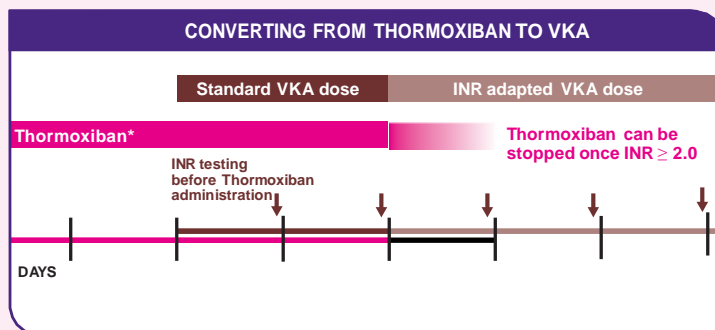 CONVERTING FROM THORMOXIBAN TO VKA
Standard VKA dose
INR adapted VKA dose
Thormoxiban*
Thormoxiban can be
stopped once INR ≥ 2.0
INR testing
before Thormoxiban
administration
DAYS